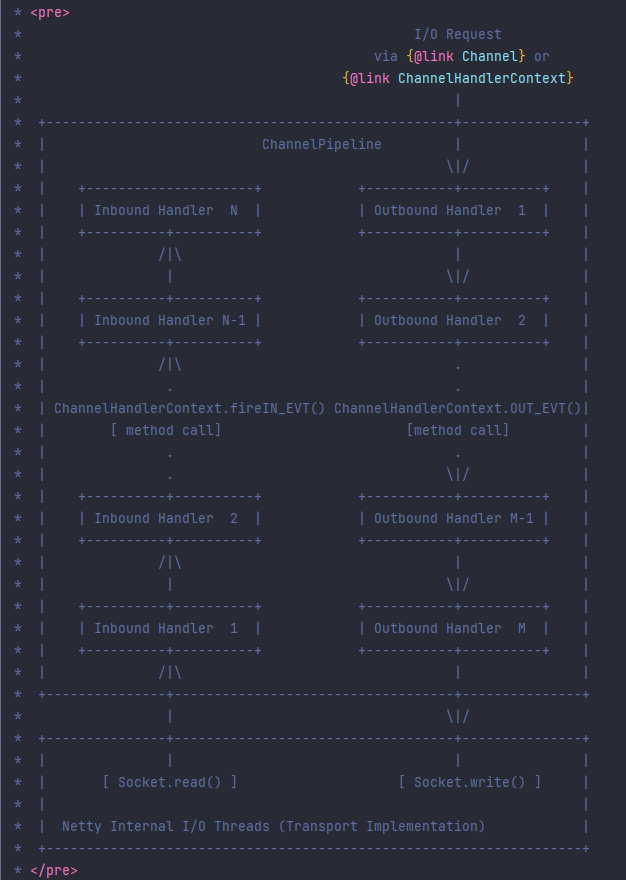 * <pre>
*                                                 I/O Request
*                                            via {@link Channel} or
*                                        {@link ChannelHandlerContext}
*                                                      |
*  +---------------------------------------------------+---------------+
*  |                           ChannelPipeline         |               |
*  |                                                  \|/              |
*  |    +---------------------+            +-----------+----------+    |
*  |    | Inbound Handler  N  |            | Outbound Handler  1  |    |
*  |    +----------+----------+            +-----------+----------+    |
*  |              /|\                                  |               |
*  |               |                                  \|/              |
*  |    +----------+----------+            +-----------+----------+    |
*  |    | Inbound Handler N-1 |            | Outbound Handler  2  |    |
*  |    +----------+----------+            +-----------+----------+    |
*  |              /|\                                  .               |
*  |               .                                   .               |
*  | ChannelHandlerContext.fireIN_EVT() ChannelHandlerContext.OUT_EVT()|
*  |        [ method call]                       [method call]         |
*  |               .                                   .               |
*  |               .                                  \|/              |
*  |    +----------+----------+            +-----------+----------+    |
*  |    | Inbound Handler  2  |            | Outbound Handler M-1 |    |
*  |    +----------+----------+            +-----------+----------+    |
*  |              /|\                                  |               |
*  |               |                                  \|/              |
*  |    +----------+----------+            +-----------+----------+    |
*  |    | Inbound Handler  1  |            | Outbound Handler  M  |    |
*  |    +----------+----------+            +-----------+----------+    |
*  |              /|\                                  |               |
*  +---------------+-----------------------------------+---------------+
*                  |                                  \|/
*  +---------------+-----------------------------------+---------------+
*  |               |                                   |               |
*  |       [ Socket.read() ]                    [ Socket.write() ]     |
*  |                                                                   |
*  |  Netty Internal I/O Threads (Transport Implementation)            |
*  +-------------------------------------------------------------------+
* </pre>